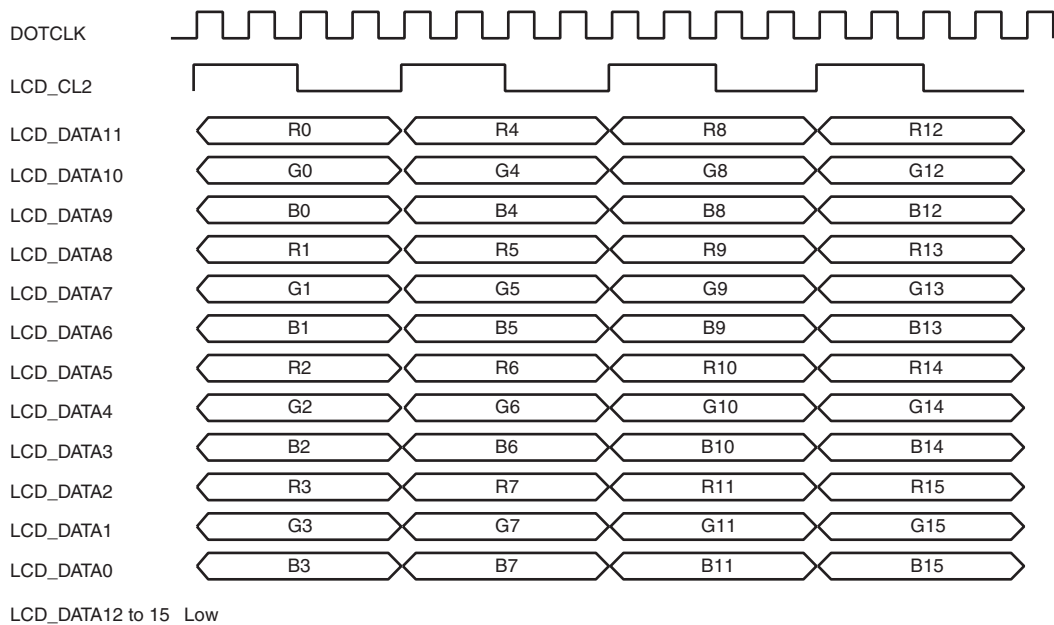 DOTCLK
LCD_CL2
LCD_DATA11 R0 R4 R8 R12
LCD_DATA10 G0 G4 G8 G12
LCD_DATA9 B0 B4 B8 B12
LCD_DATA8 R1 R5 R9 R13
LCD_DATA7 G1 G5 G9 G13
LCD_DATA6 B1 B5 B9 B13
LCD_DATA5 R2 R6 R10 R14
LCD_DATA4 G2 G6 G10 G14
LCD_DATA3 B2 B6 B10 B14
LCD_DATA2 R3 R7 R11 R15
LCD_DATA1 G3 G7 G11 G15
LCD_DATA0 B3 B7 B11 B15
LCD_DATA12 to 15 Low